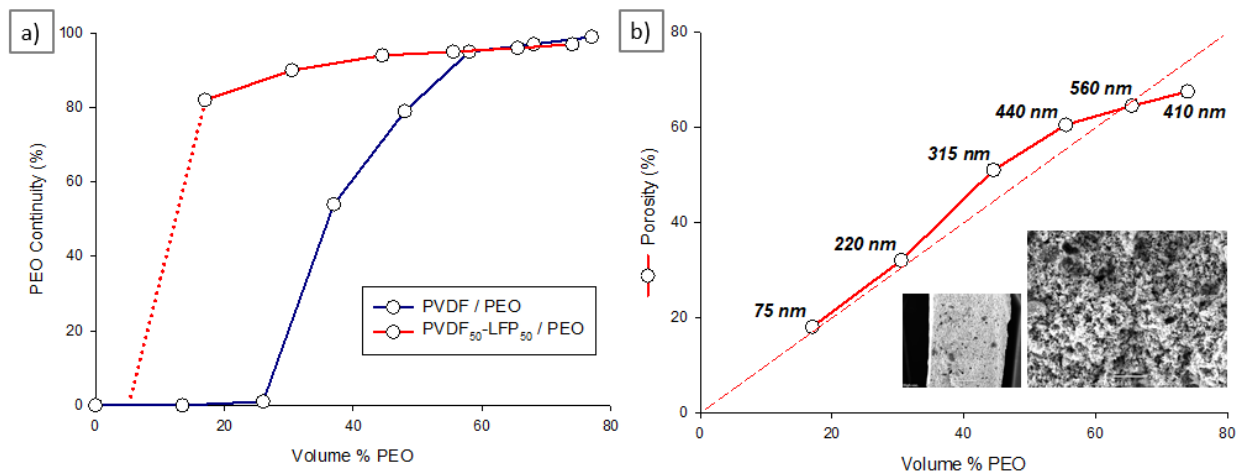 a)
100
80
60
40
20
0
PEO Continuity (%)
PVDF / PEO
PVDF50-LFP50 / PEO
0 20 40 60 80
Volume % PEO
b)
80
60
40
20
0
Porosity (%)
75 nm
220 nm
315 nm
440 nm
560 nm
410 nm
0 20 40 60 80
Volume % PEO